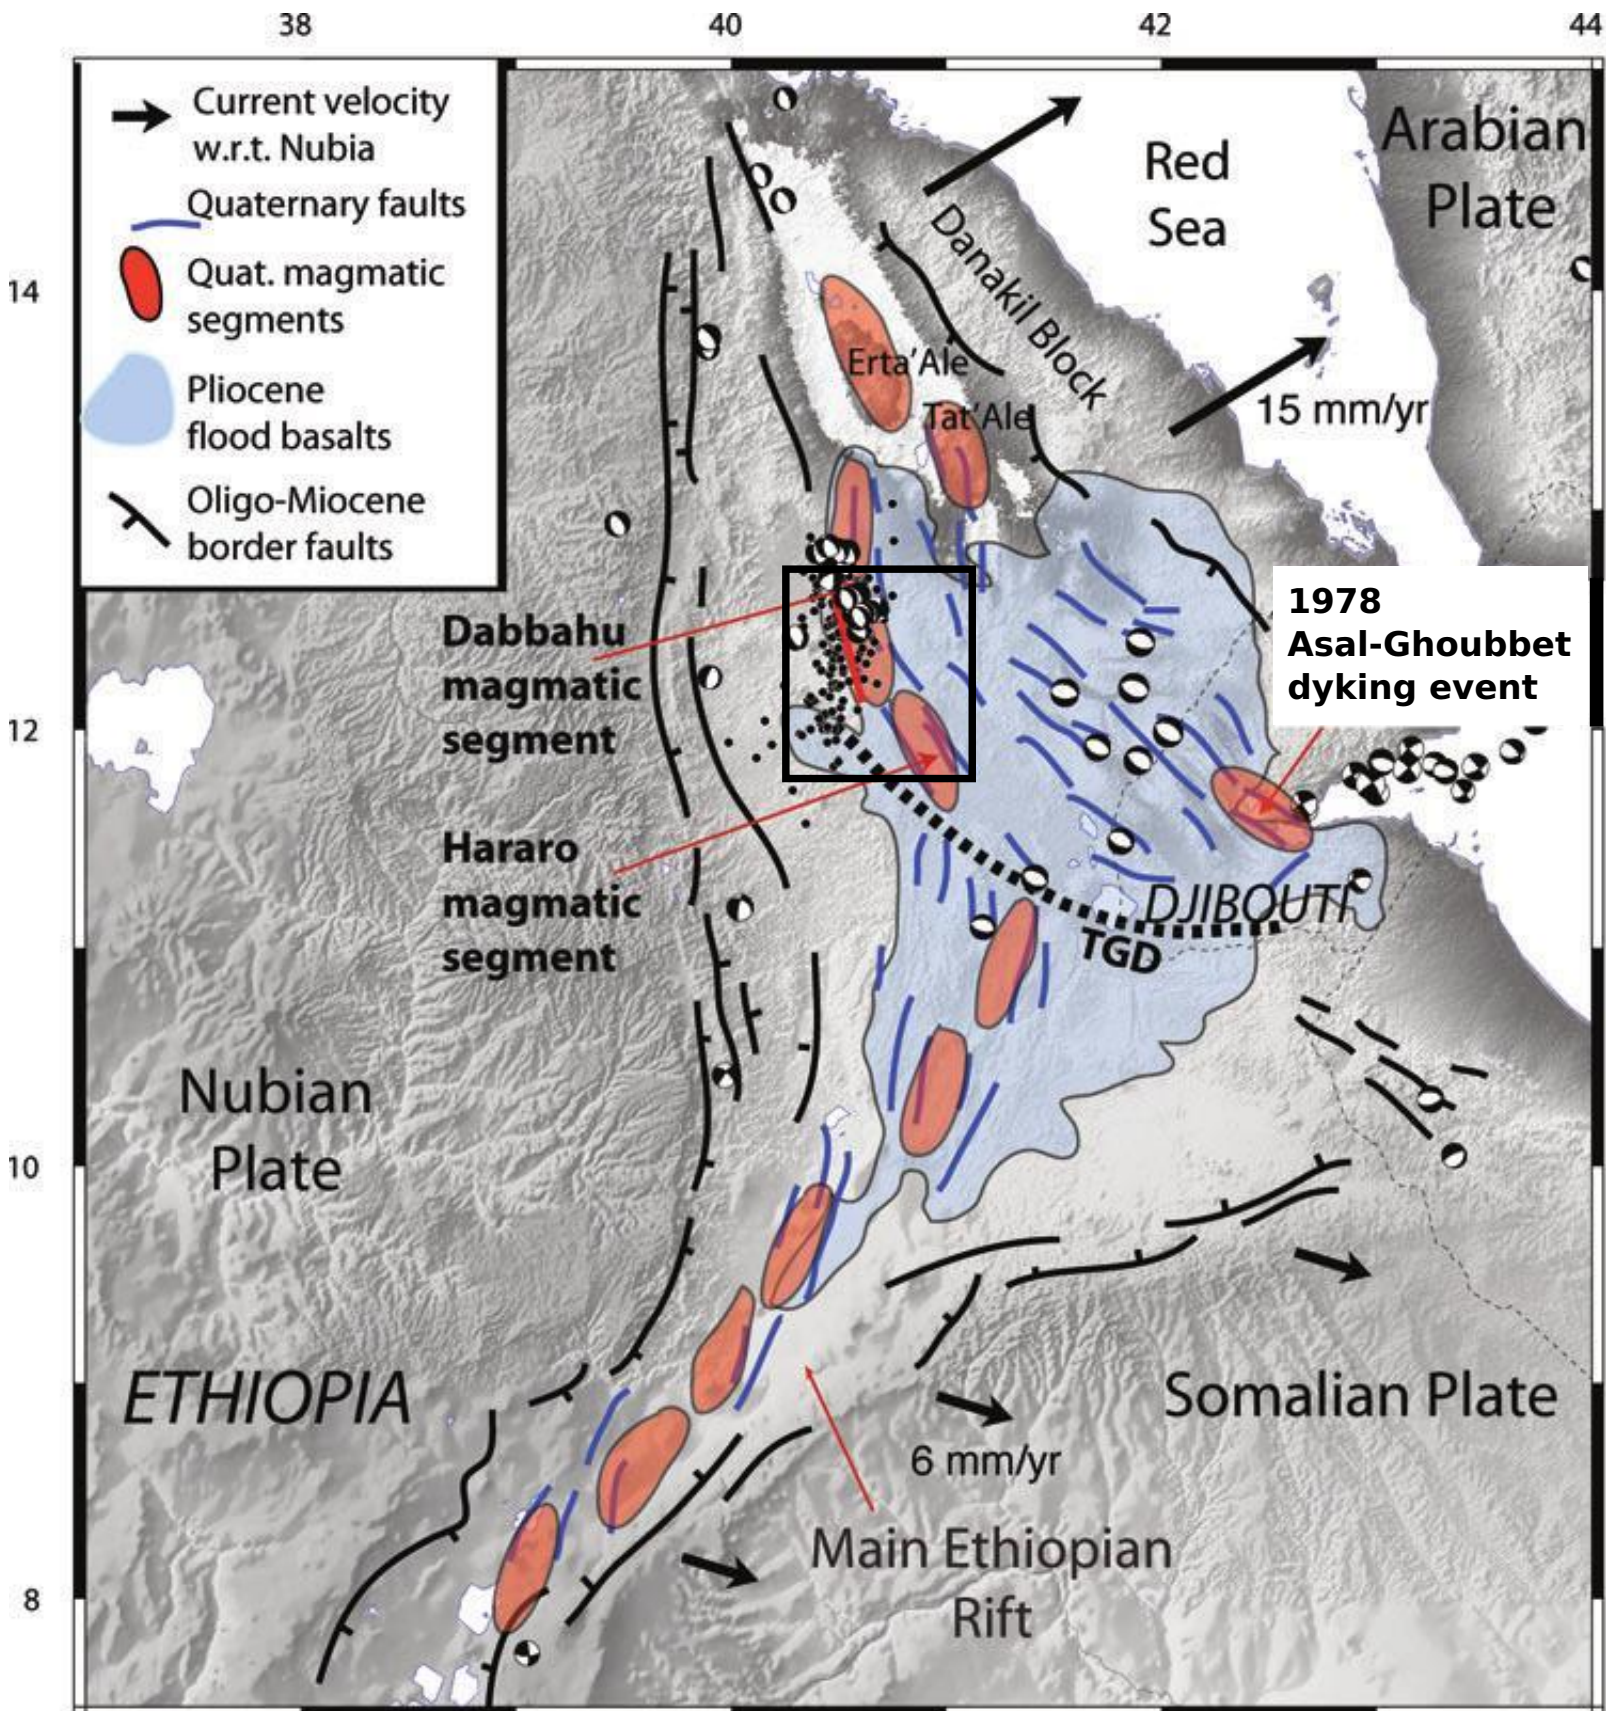 38
40
42
44
14
12
10
8
Current velocity
w.r.t. Nubia
Quaternary faults
Quat. magmatic
segments
Pliocene
flood basalts
Oligo-Miocene
border faults
Red
Sea
Arabian
Plate
Danakil Block
Erta'Ale
Tat'Ale
15 mm/yr
1978
Asal-Ghoubbet
dyking event
Dabbahu
magmatic
segment
Hararo
magmatic
segment
DJIBOUTI
TGD
Nubian
Plate
ETHIOPIA
Somalian Plate
6 mm/yr
Main Ethiopian
Rift